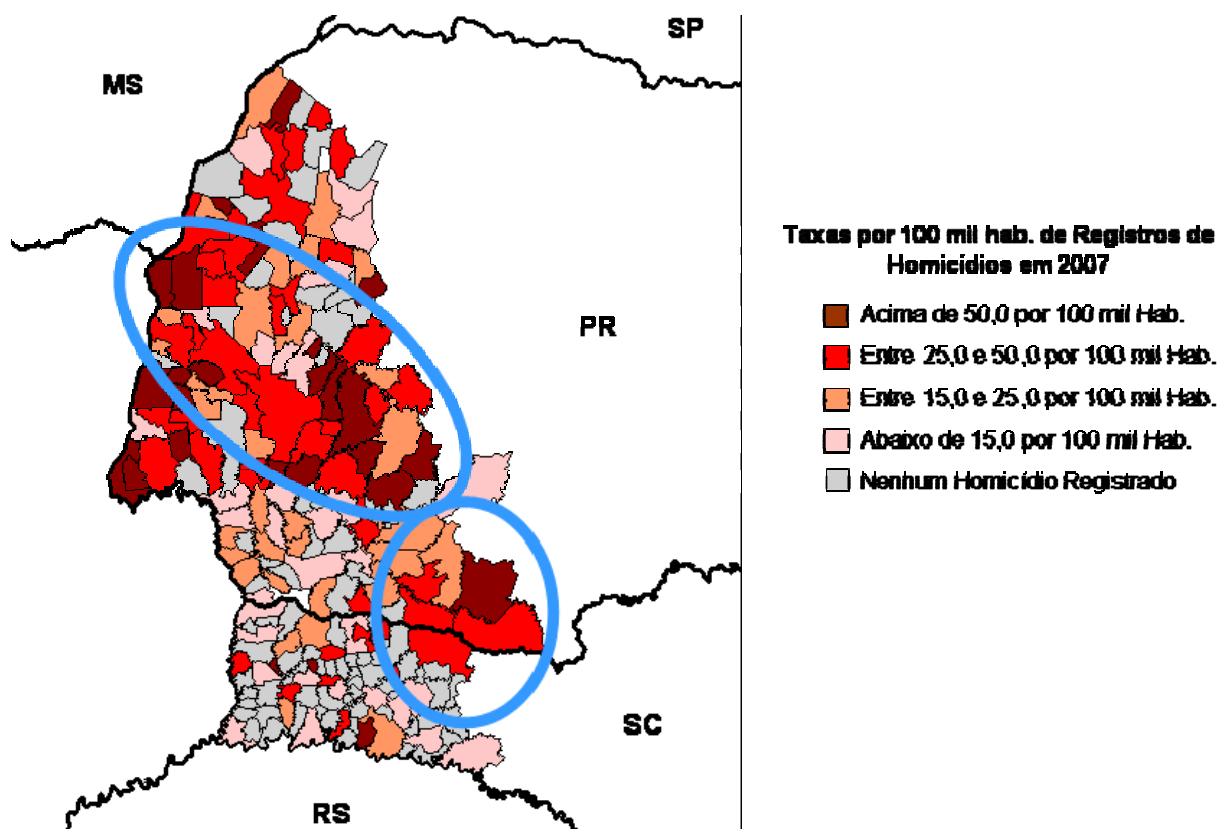 SP
MS
PR
SC
RS
Taxas por 100 mil hab. de Registros de
Homicídios em 2007
Acima de 50,0 por 100 mil Hab.
Entre 25,0 e 50,0 por 100 mil Hab.
Entre 15,0 e 25,0 por 100 mil Hab.
Abaixo de 15,0 por 100 mil Hab.
Nenhum Homicídio Registrado